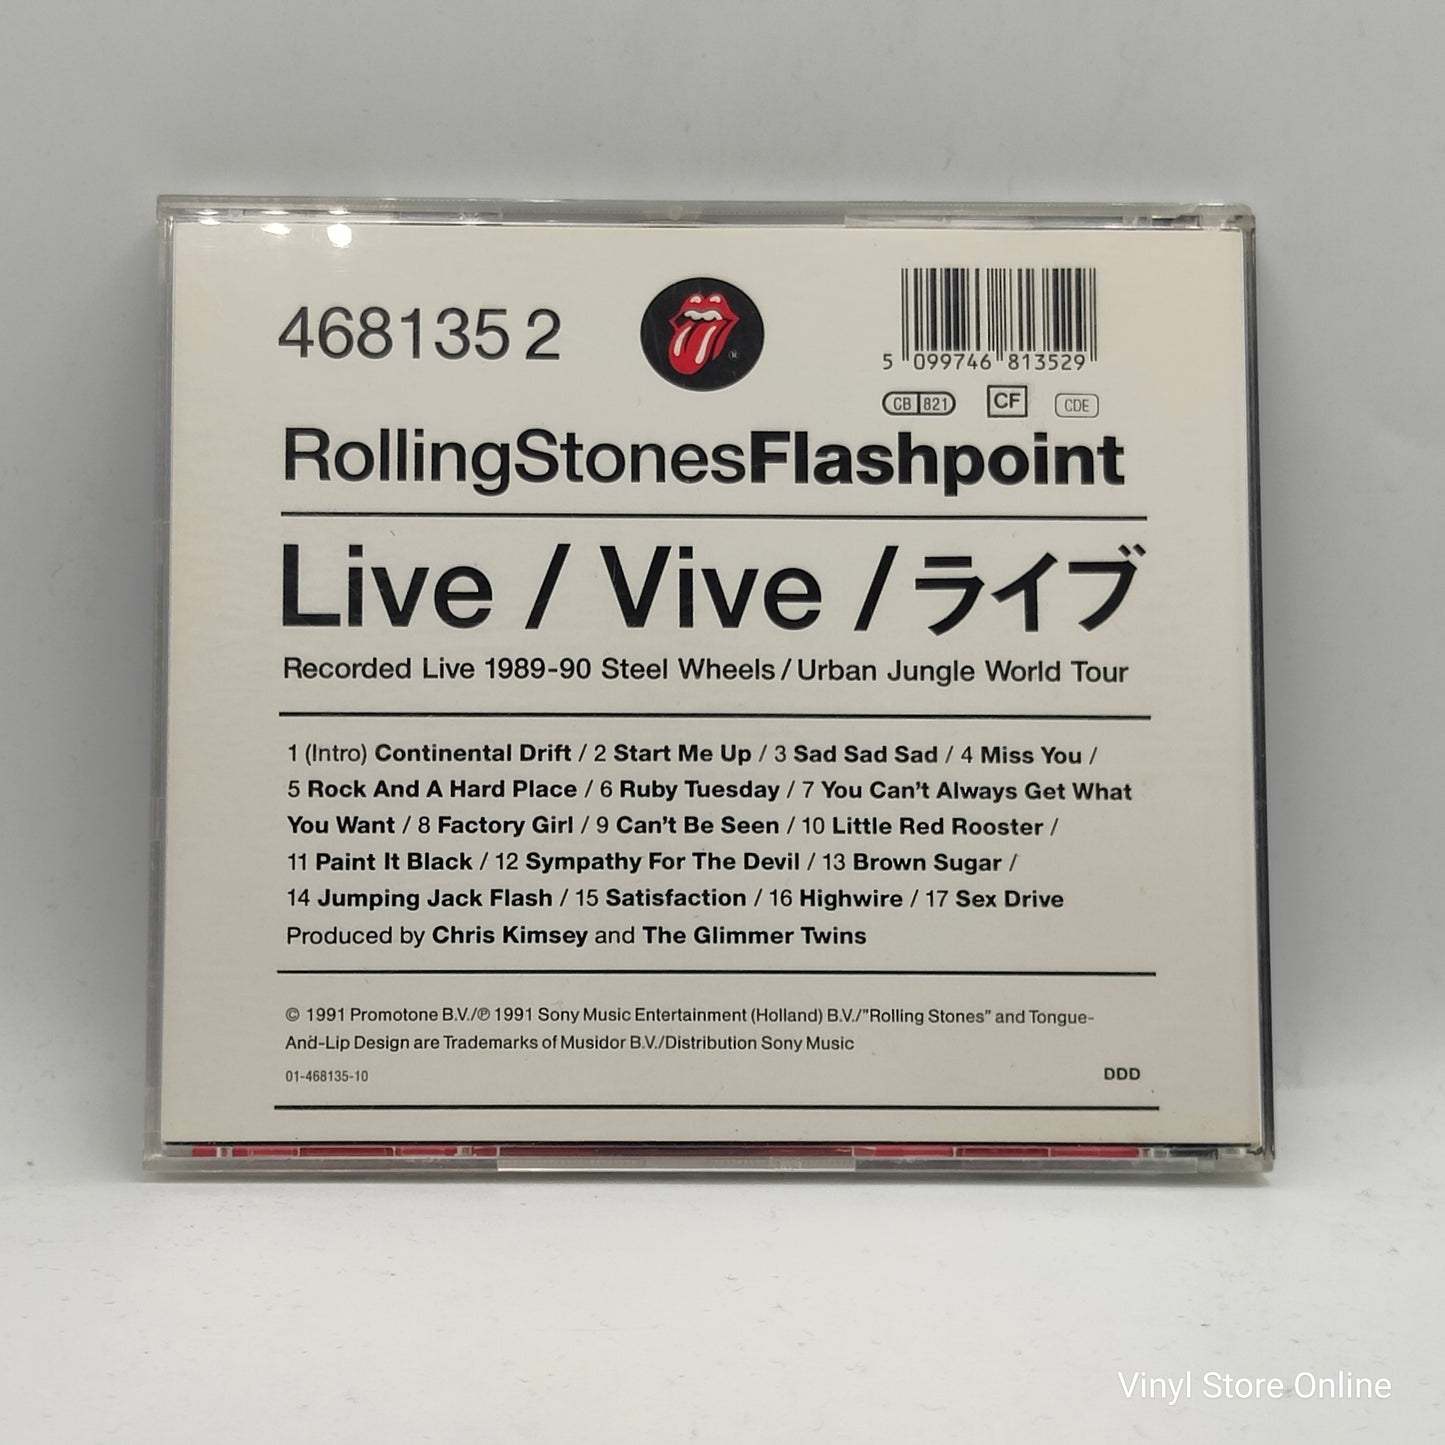 468135 2
®
5 099746 813529
CB 821 CF CDE
RollingStonesFlashpoint
Live / Vive / ライブ
Recorded Live 1989-90 Steel Wheels / Urban Jungle World Tour
1 (Intro) Continental Drift / 2 Start Me Up / 3 Sad Sad Sad / 4 Miss You /
5 Rock And A Hard Place / 6 Ruby Tuesday / 7 You Can't Always Get What
You Want / 8 Factory Girl / 9 Can't Be Seen / 10 Little Red Rooster /
11 Paint It Black / 12 Sympathy For The Devil / 13 Brown Sugar /
14 Jumping Jack Flash / 15 Satisfaction / 16 Highwire / 17 Sex Drive
Produced by Chris Kimsey and The Glimmer Twins
© 1991 Promotone B.V./℗ 1991 Sony Music Entertainment (Holland) B.V./"Rolling Stones" and Tongue-
And-Lip Design are Trademarks of Musidor B.V./Distribution Sony Music
01-468135-10 DDD
Vinyl Store Online